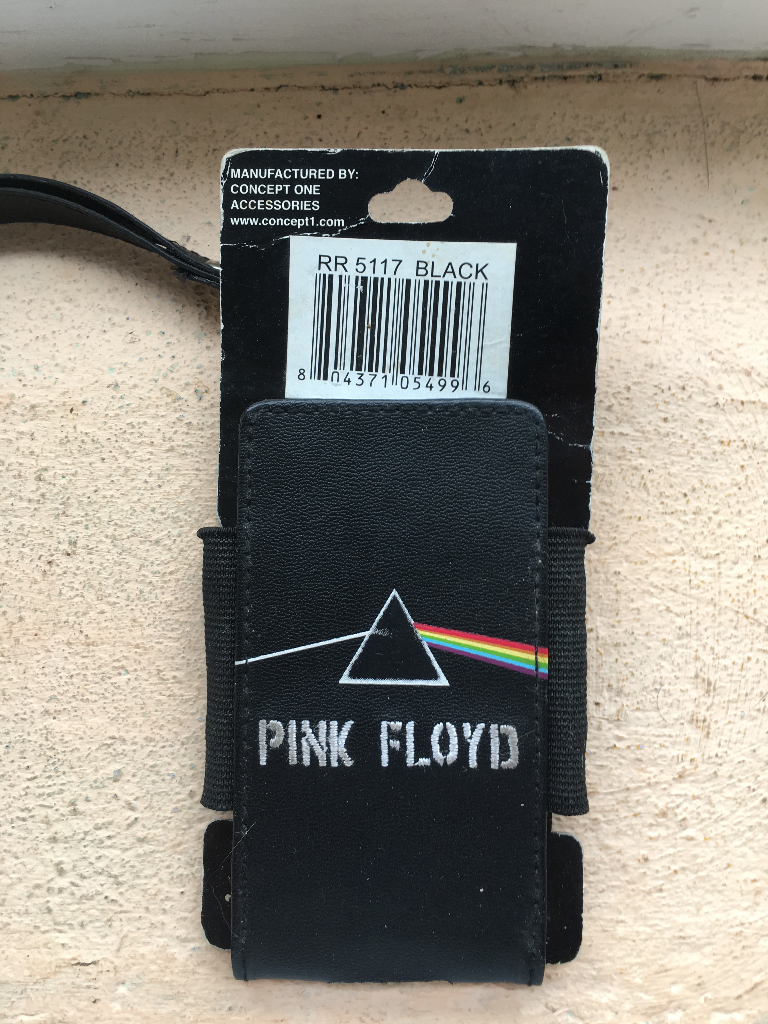 MANUFACTURED BY:
CONCEPT ONE
ACCESSORIES
www.concept1.com
RR 5117 BLACK
8 04371 05499 6
PINK FLOYD